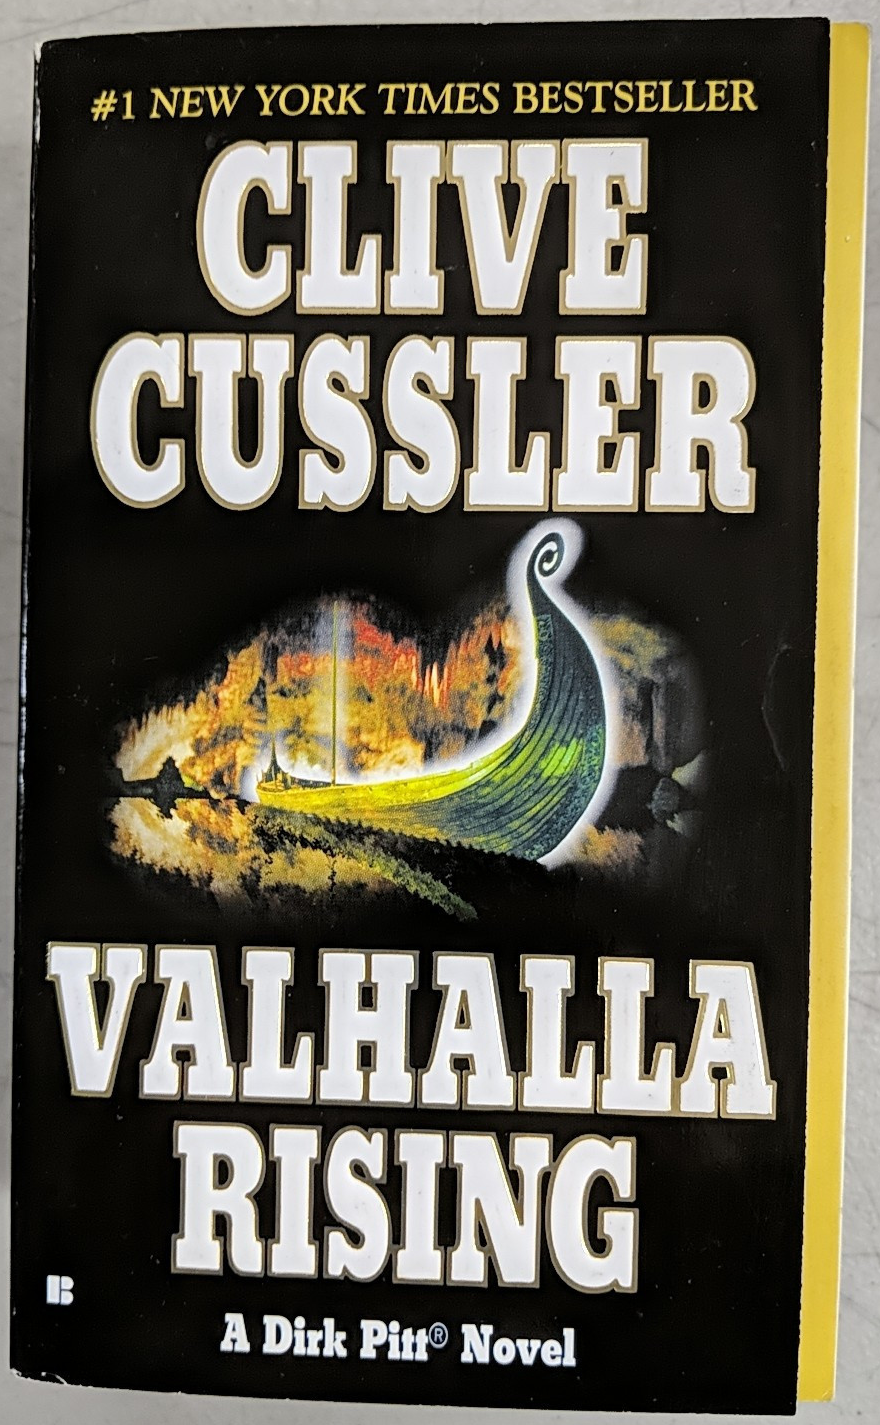 #1 NEW YORK TIMES BESTSELLER
CLIVE
CUSSLER
VALHALLA
RISING
B
A Dirk Pitt® Novel